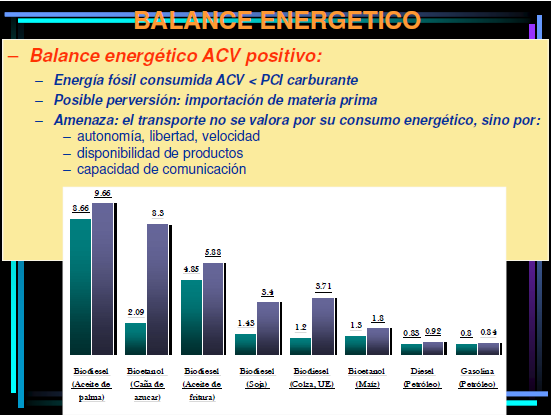 BALANCE ENERGETICO
– Balance energético ACV positivo:
– Energía fósil consumida ACV < PCI carburante
– Posible perversión: importación de materia prima
– Amenaza: el transporte no se valora por su consumo energético, sino por:
– autonomía, libertad, velocidad
– disponibilidad de productos
– capacidad de comunicación
8.66 9.66
2.09 8.3
4.85 5.88
1.43 3.4
1.2 3.71
1.3 1.8
0.83 0.92
0.8 0.84
Biodiesel
(Aceite de
palma)
Bioetanol
(Caña de
azucar)
Biodiesel
(Aceite de
fritura)
Biodiesel
(Soja)
Biodiesel
(Colza, UE)
Bioetanol
(Maíz)
Diesel
(Petróleo)
Gasolina
(Petróleo)